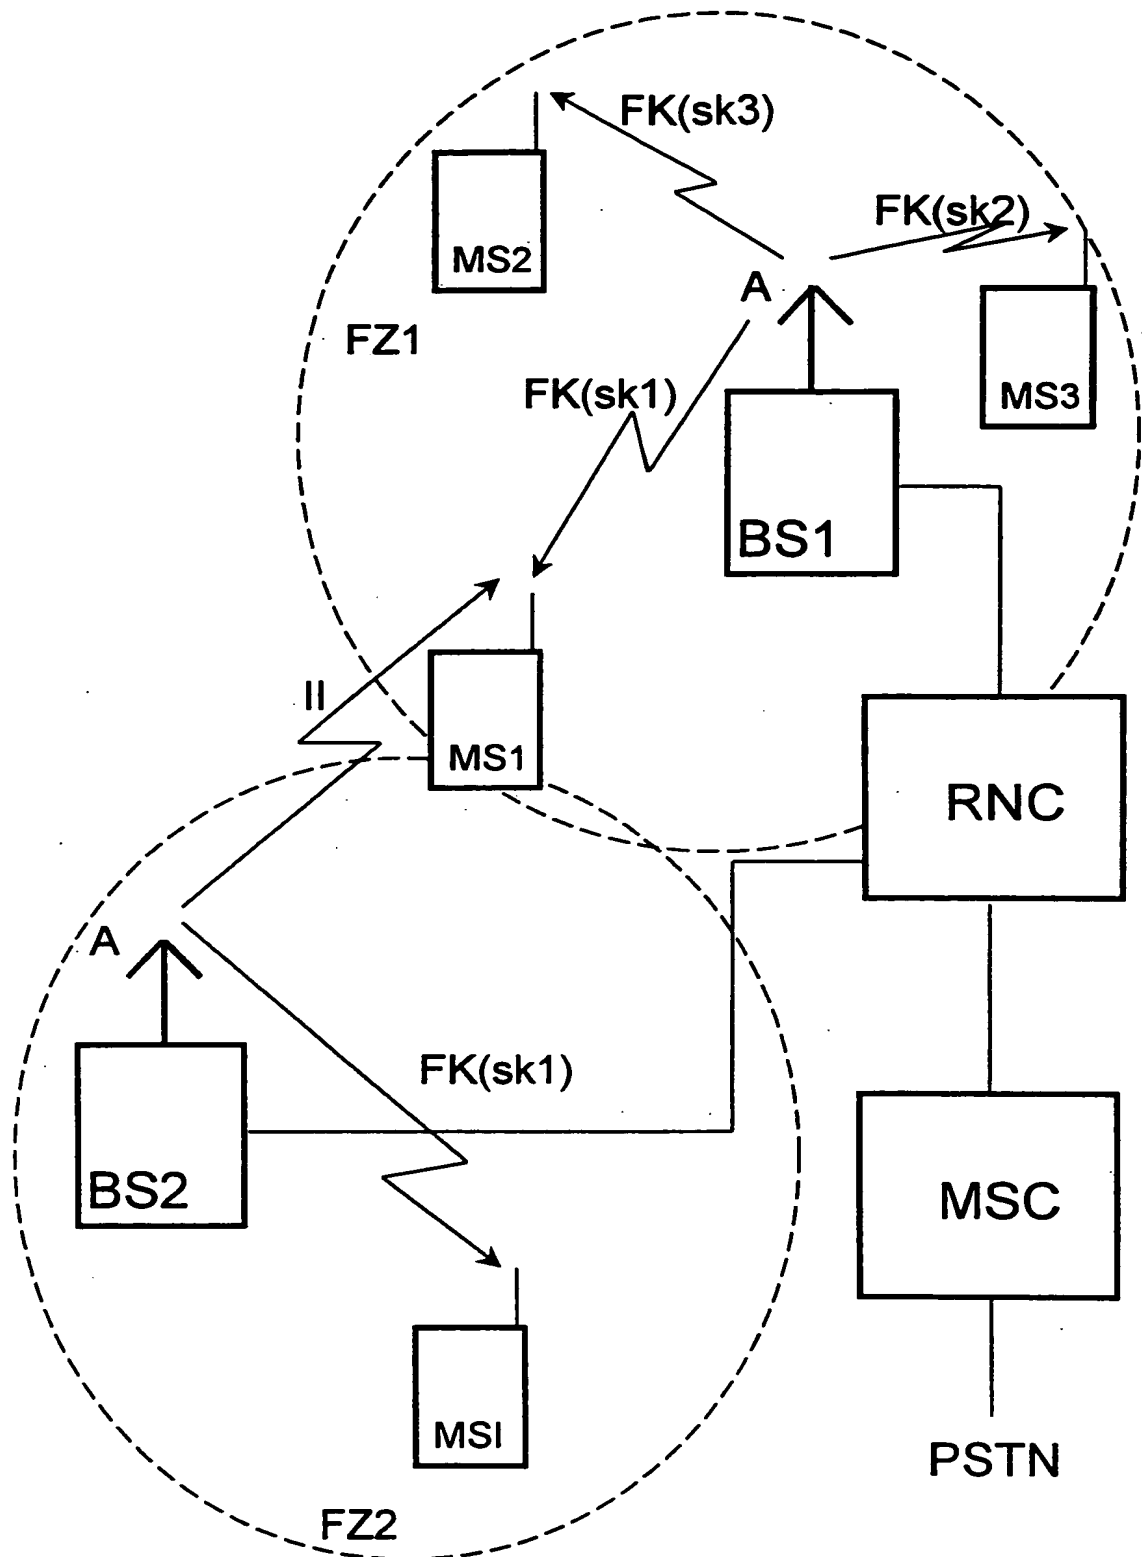 FK(sk3)
FK(sk2)
MS2
A
FZ1
MS3
FK(sk1)
BS1
II
MS1
RNC
A
FK(sk1)
BS2
MSC
MSI
PSTN
FZ2